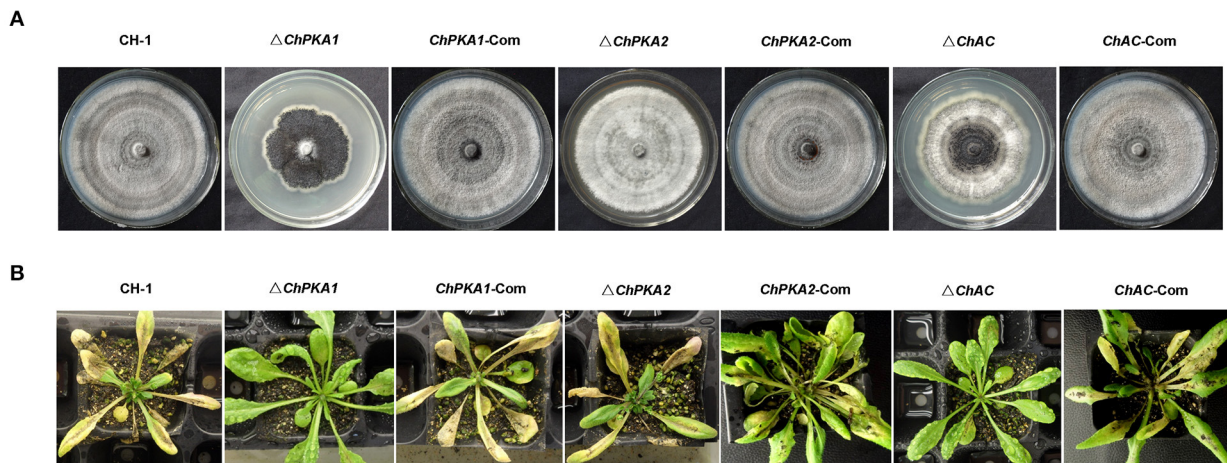 A
CH-1 △ChPKA1 ChPKA1-Com △ChPKA2 ChPKA2-Com △ChAC ChAC-Com
B
CH-1 △ChPKA1 ChPKA1-Com △ChPKA2 ChPKA2-Com △ChAC ChAC-Com